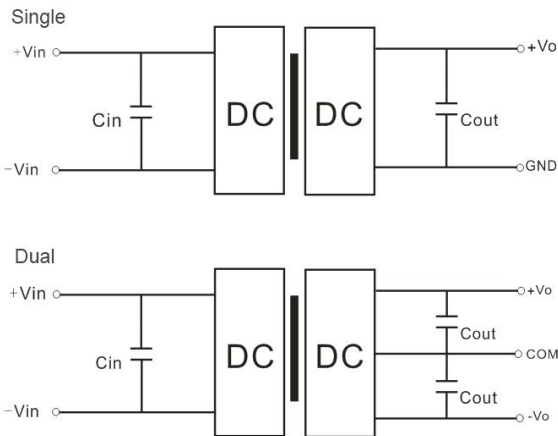 Single
+Vin
+Vo
Cin
DC
DC
Cout
-Vin
GND
Dual
+Vin
+Vo
Cin
DC
DC
Cout
COM
Cout
-Vin
-Vo